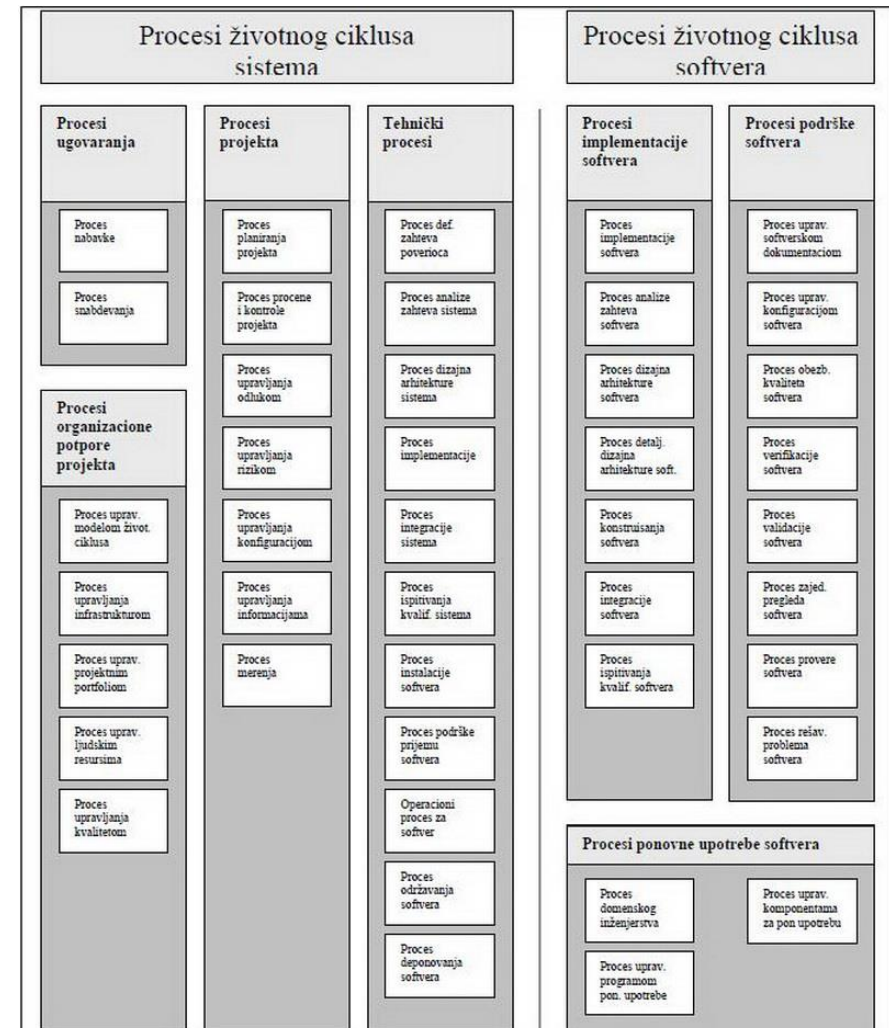 Procesi životnog ciklusa
sistema
Procesi životnog ciklusa
softvera
Procesi
ugovaranja
Proces
nabavke
Proces
snabdevanja
Procesi
organizacione
potpore
projekta
Proces uprav.
modelom život.
ciklusa
Proces
upravljanja
infrastrukturom
Proces uprav.
projektnim
portfoliom
Proces uprav.
ljudskim
resursima
Proces
upravljanja
kvalitetom
Procesi
projekta
Proces
planiranja
projekta
Proces procene
i kontrole
projekta
Proces
upravljanja
odlukom
Proces
upravljanja
rizikom
Proces
upravljanja
konfiguracijom
Proces
upravljanja
informacijama
Proces
merenja
Tehnički
procesi
Proces def.
zahteva
poverioca
Proces analize
zahteva sistema
Proces dizajna
arhitekture
sistema
Proces
implementacije
Proces
integracije
sistema
Proces
ispitivanja
kvalif. sistema
Proces
instalacije
softvera
Proces podrške
prijemu
softvera
Operacioni
proces za
softver
Proces
održavanja
softvera
Proces
deponovanja
softvera
Procesi
implementacije
softvera
Proces
implementacije
softvera
Proces analize
zahteva
softvera
Proces dizajna
arhitekture
softvera
Proces detalj.
dizajna
arhitekture soft.
Proces
konstruisanja
softvera
Proces
integracije
softvera
Proces
ispitivanja
kvalif. softvera
Procesi podrške
softvera
Proces uprav.
softverskom
dokumentaciom
Proces uprav.
konfiguracijom
softvera
Proces obezb.
kvaliteta
softvera
Proces
verifikacije
softvera
Proces
validacije
softvera
Proces zajed.
pregleda
softvera
Proces provere
softvera
Proces rešav.
problema
softvera
Procesi ponovne upotrebe softvera
Proces
domenskog
inženjerstva
Proces uprav.
programom
pon. upotrebe
Proces uprav.
komponentama
za pon upotrebu